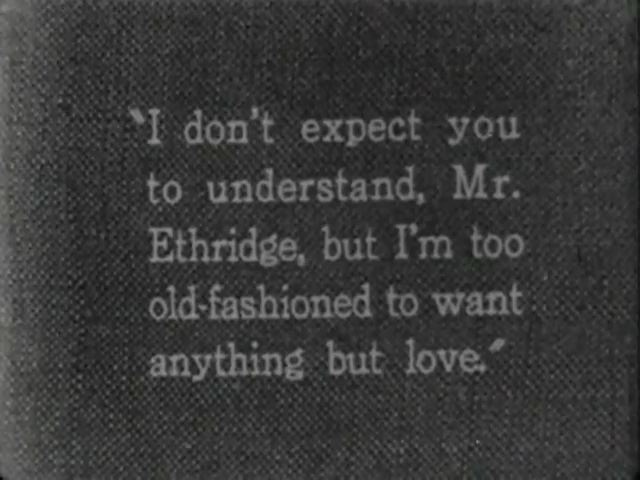 "I don't expect you
to understand, Mr.
Ethridge, but I'm too
old-fashioned to want
anything but love."